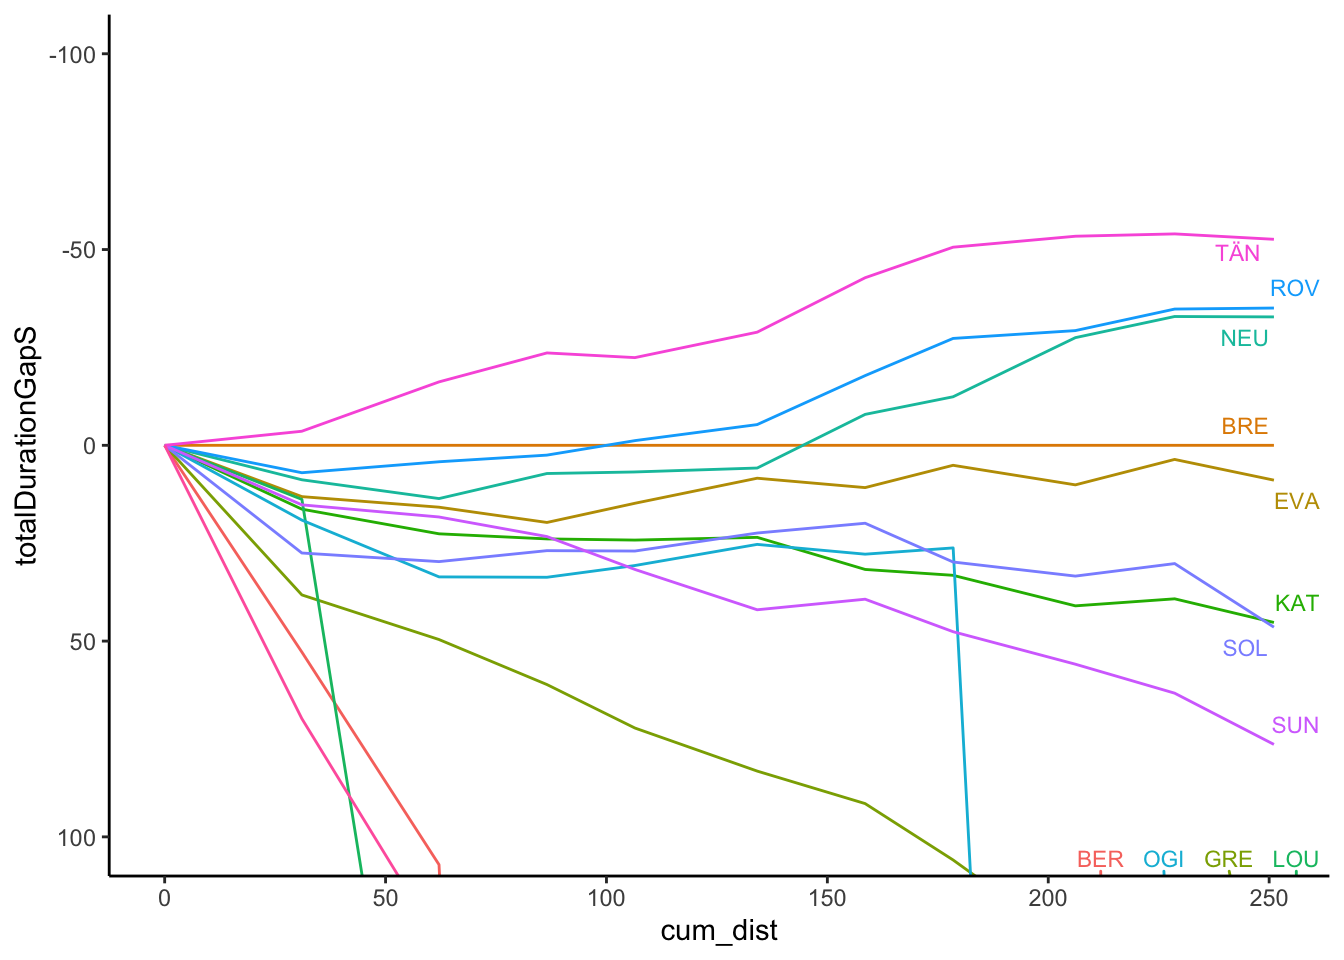 totalDurationGapS
-100
-50
0
50
100
TÄN
ROV
NEU
BRE
EVA
KAT
SOL
SUN
BER OGI GRE LOU
0 50 100 150 200 250
cum_dist